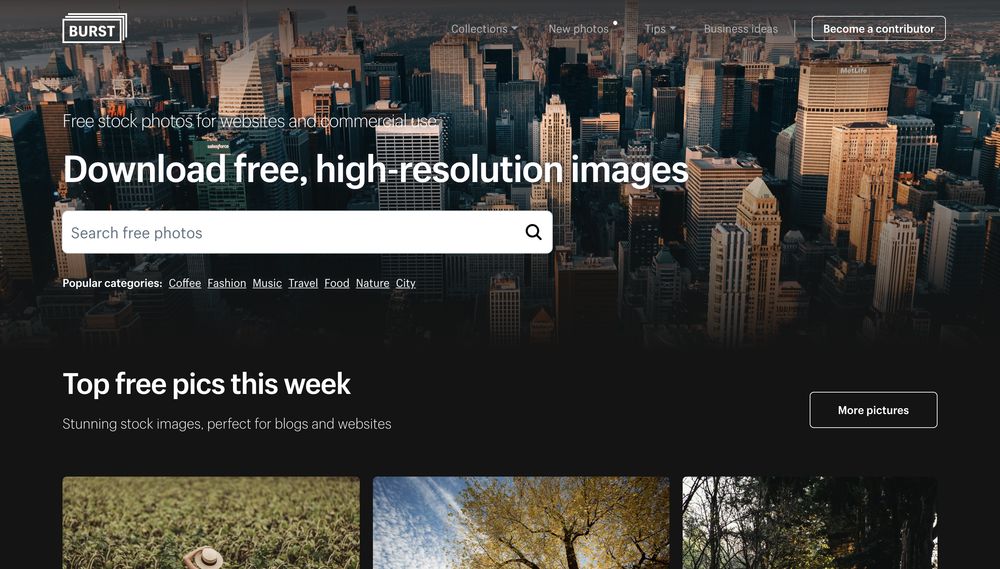 BURST
Collections New photos Tips Business ideas Become a contributor
MetLife
Free stock photos for websites and commercial use.
salesforce
Download free, high-resolution images
Search free photos
Popular categories: Coffee Fashion Music Travel Food Nature City
Top free pics this week
Stunning stock images, perfect for blogs and websites
More pictures